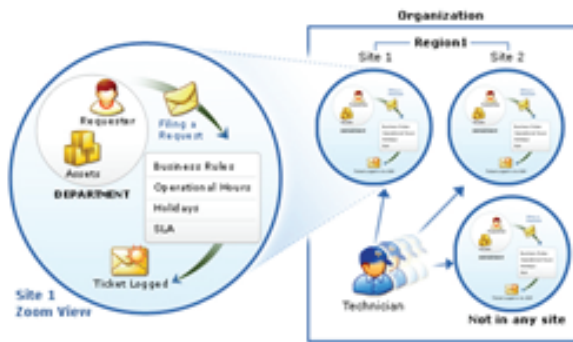 Organization
Region1
Site 1
Site 2
Requester
Filing a
Request
Assets
DEPARTMENT
Business Rules
Operational Hours
Holidays
SLA
Ticket Logged
Site 1
Zoom View
Technician
Not in any site